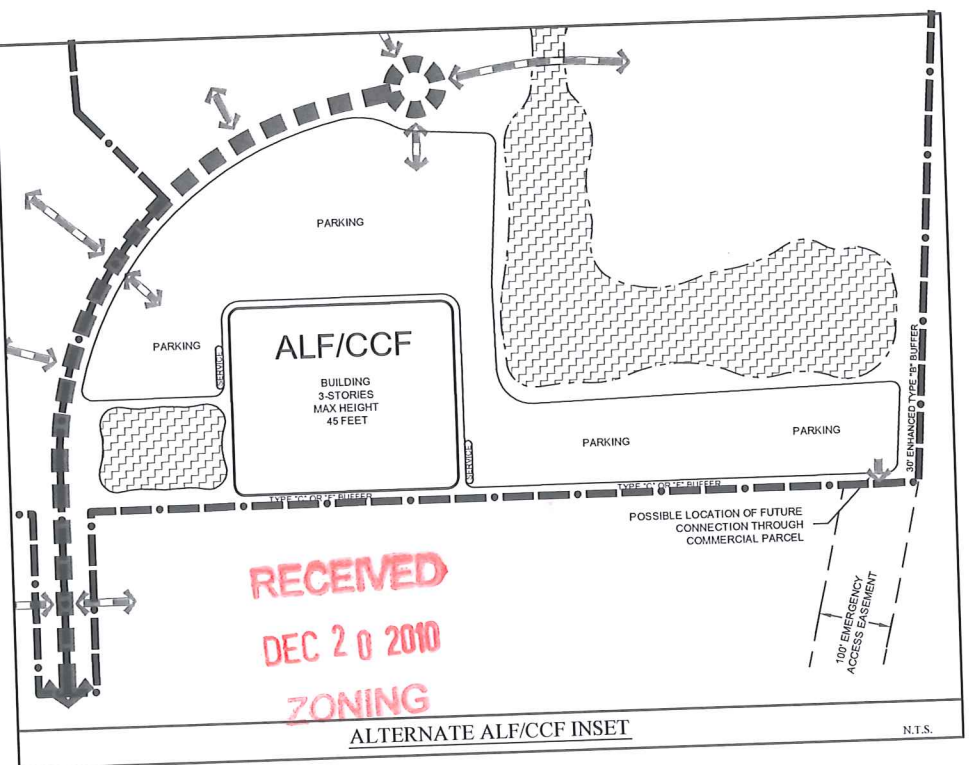 PARKING
PARKING
SERVICE
ALF/CCF
BUILDING
3-STORIES
MAX HEIGHT
45 FEET
SERVICE
PARKING
PARKING
30' ENHANCED TYPE "B" BUFFER
TYPE "C" OR "F" BUFFER
TYPE "C" OR "F" BUFFER
POSSIBLE LOCATION OF FUTURE
CONNECTION THROUGH
COMMERCIAL PARCEL
100' EMERGENCY
ACCESS EASEMENT
RECEIVED
DEC 20 2010
ZONING
ALTERNATE ALF/CCF INSET
N.T.S.